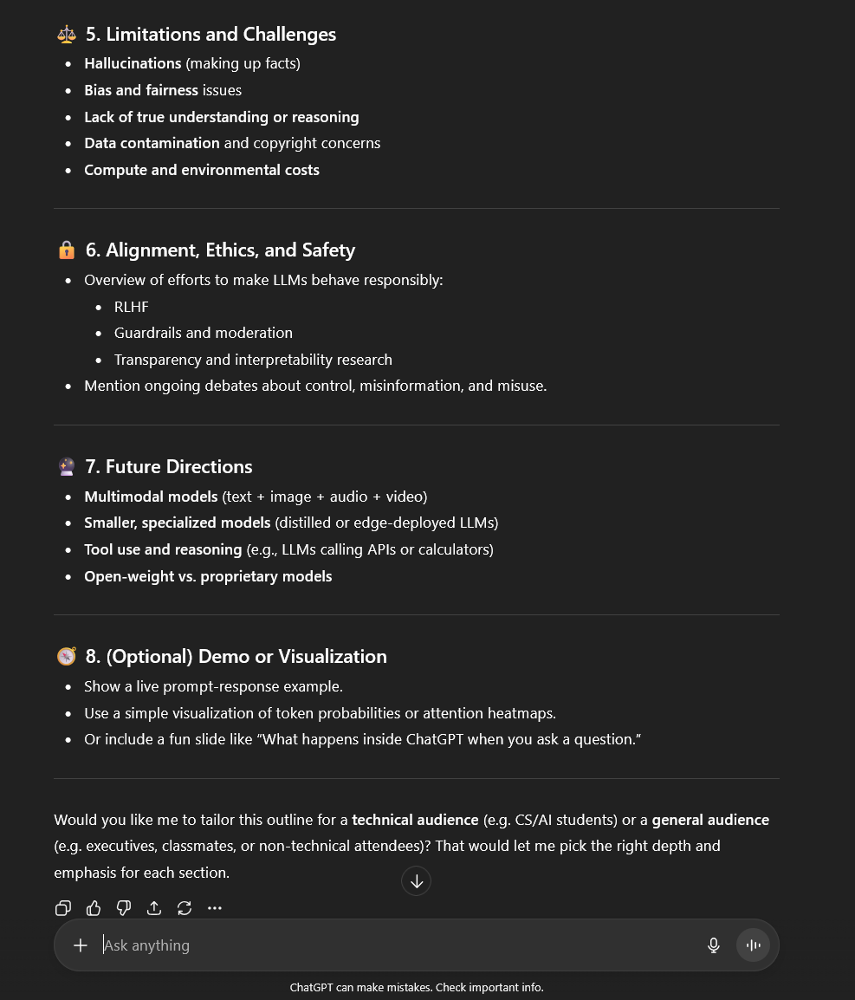 ⚖️ 5. Limitations and Challenges
• Hallucinations (making up facts)
• Bias and fairness issues
• Lack of true understanding or reasoning
• Data contamination and copyright concerns
• Compute and environmental costs
🔒 6. Alignment, Ethics, and Safety
• Overview of efforts to make LLMs behave responsibly:
• RLHF
• Guardrails and moderation
• Transparency and interpretability research
• Mention ongoing debates about control, misinformation, and misuse.
🔮 7. Future Directions
• Multimodal models (text + image + audio + video)
• Smaller, specialized models (distilled or edge-deployed LLMs)
• Tool use and reasoning (e.g., LLMs calling APIs or calculators)
• Open-weight vs. proprietary models
🧭 8. (Optional) Demo or Visualization
• Show a live prompt-response example.
• Use a simple visualization of token probabilities or attention heatmaps.
• Or include a fun slide like “What happens inside ChatGPT when you ask a question.”
Would you like me to tailor this outline for a technical audience (e.g. CS/AI students) or a general audience
(e.g. executives, classmates, or non-technical attendees)? That would let me pick the right depth and
emphasis for each section.
Ask anything
ChatGPT can make mistakes. Check important info.